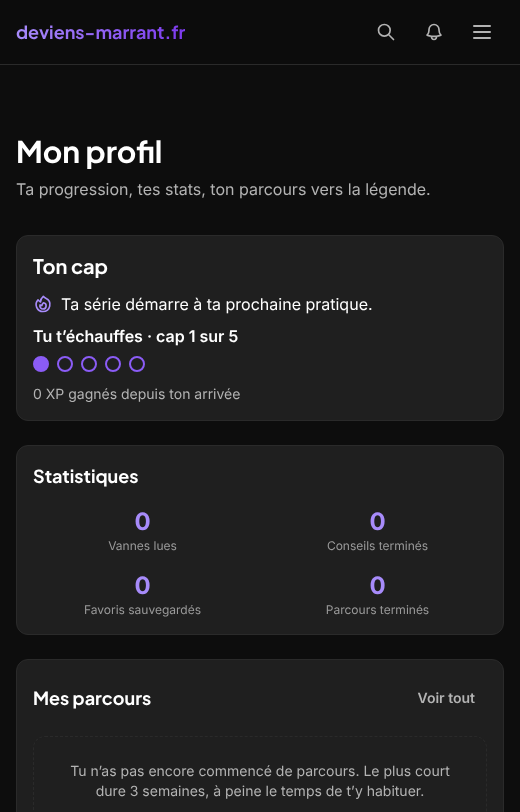 deviens-marrant.fr
Mon profil
Ta progression, tes stats, ton parcours vers la légende.
Ton cap
Ta série démarre à ta prochaine pratique.
Tu t’échauffes · cap 1 sur 5
0 XP gagnés depuis ton arrivée
Statistiques
0
Vannes lues
0
Conseils terminés
0
Favoris sauvegardés
0
Parcours terminés
Mes parcours
Voir tout
Tu n’as pas encore commencé de parcours. Le plus court
dure 3 semaines, à peine le temps de t’y habituer.